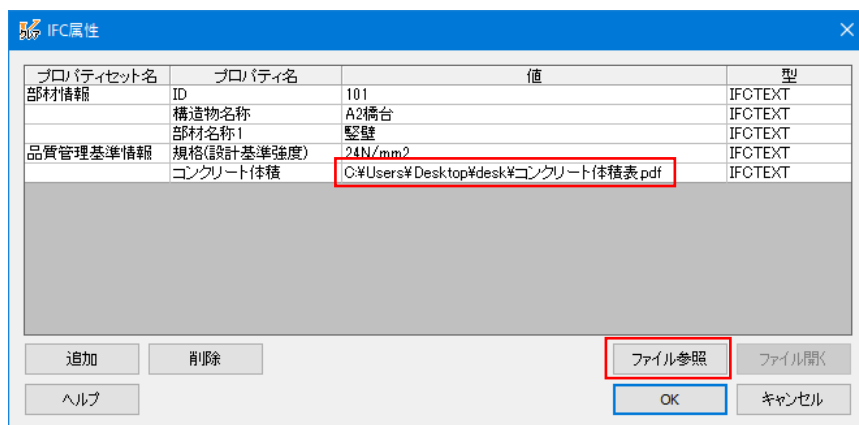 IFC属性
プロパティセット名 プロパティ名 値 型
部材情報 ID 101 IFCTEXT
構造物名称 A2橋台 IFCTEXT
部材名称1 竪壁 IFCTEXT
品質管理基準情報 規格(設計基準強度) 24N/mm2 IFCTEXT
コンクリート体積 C:¥Users¥Desktop¥desk¥コンクリート体積表.pdf IFCTEXT
追加 削除 ファイル参照 ファイル開く
ヘルプ OK キャンセル